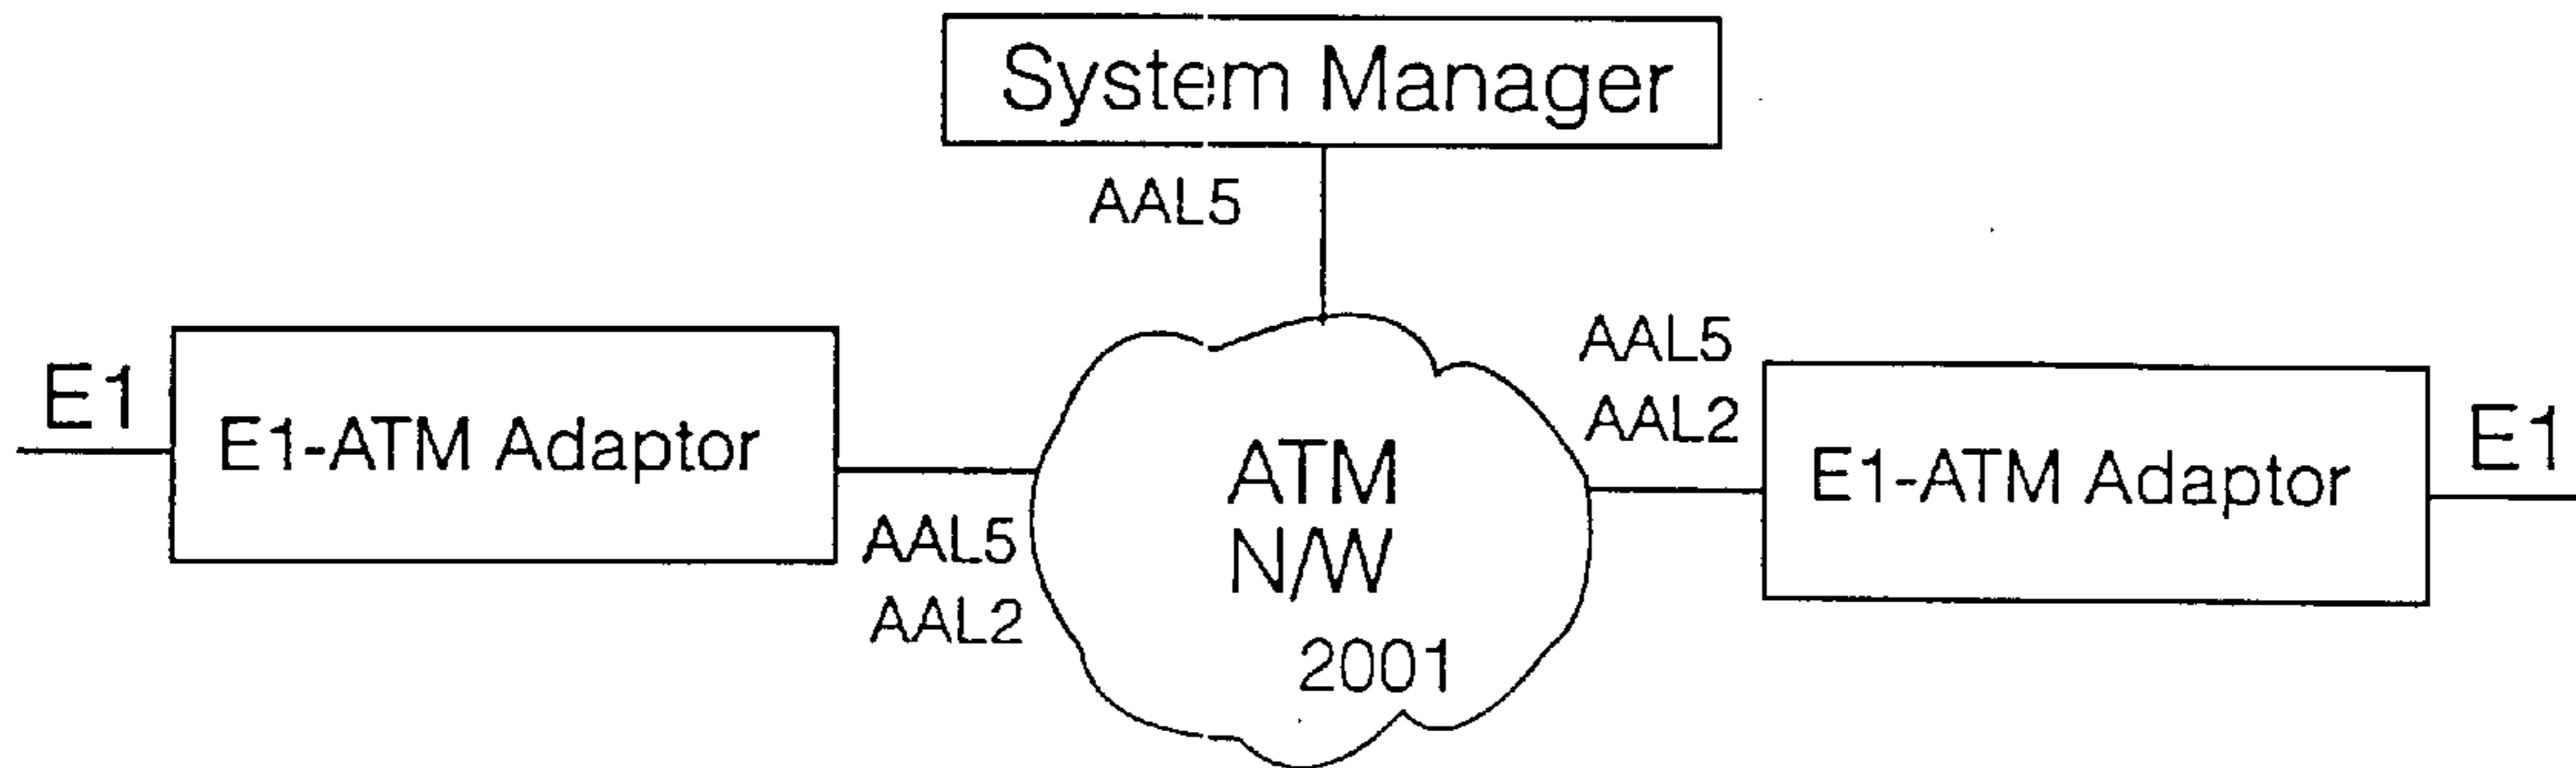 System Manager
AAL5
E1
E1-ATM Adaptor
AAL5
AAL2
ATM
N/W
2001
AAL5
AAL2
E1-ATM Adaptor
E1